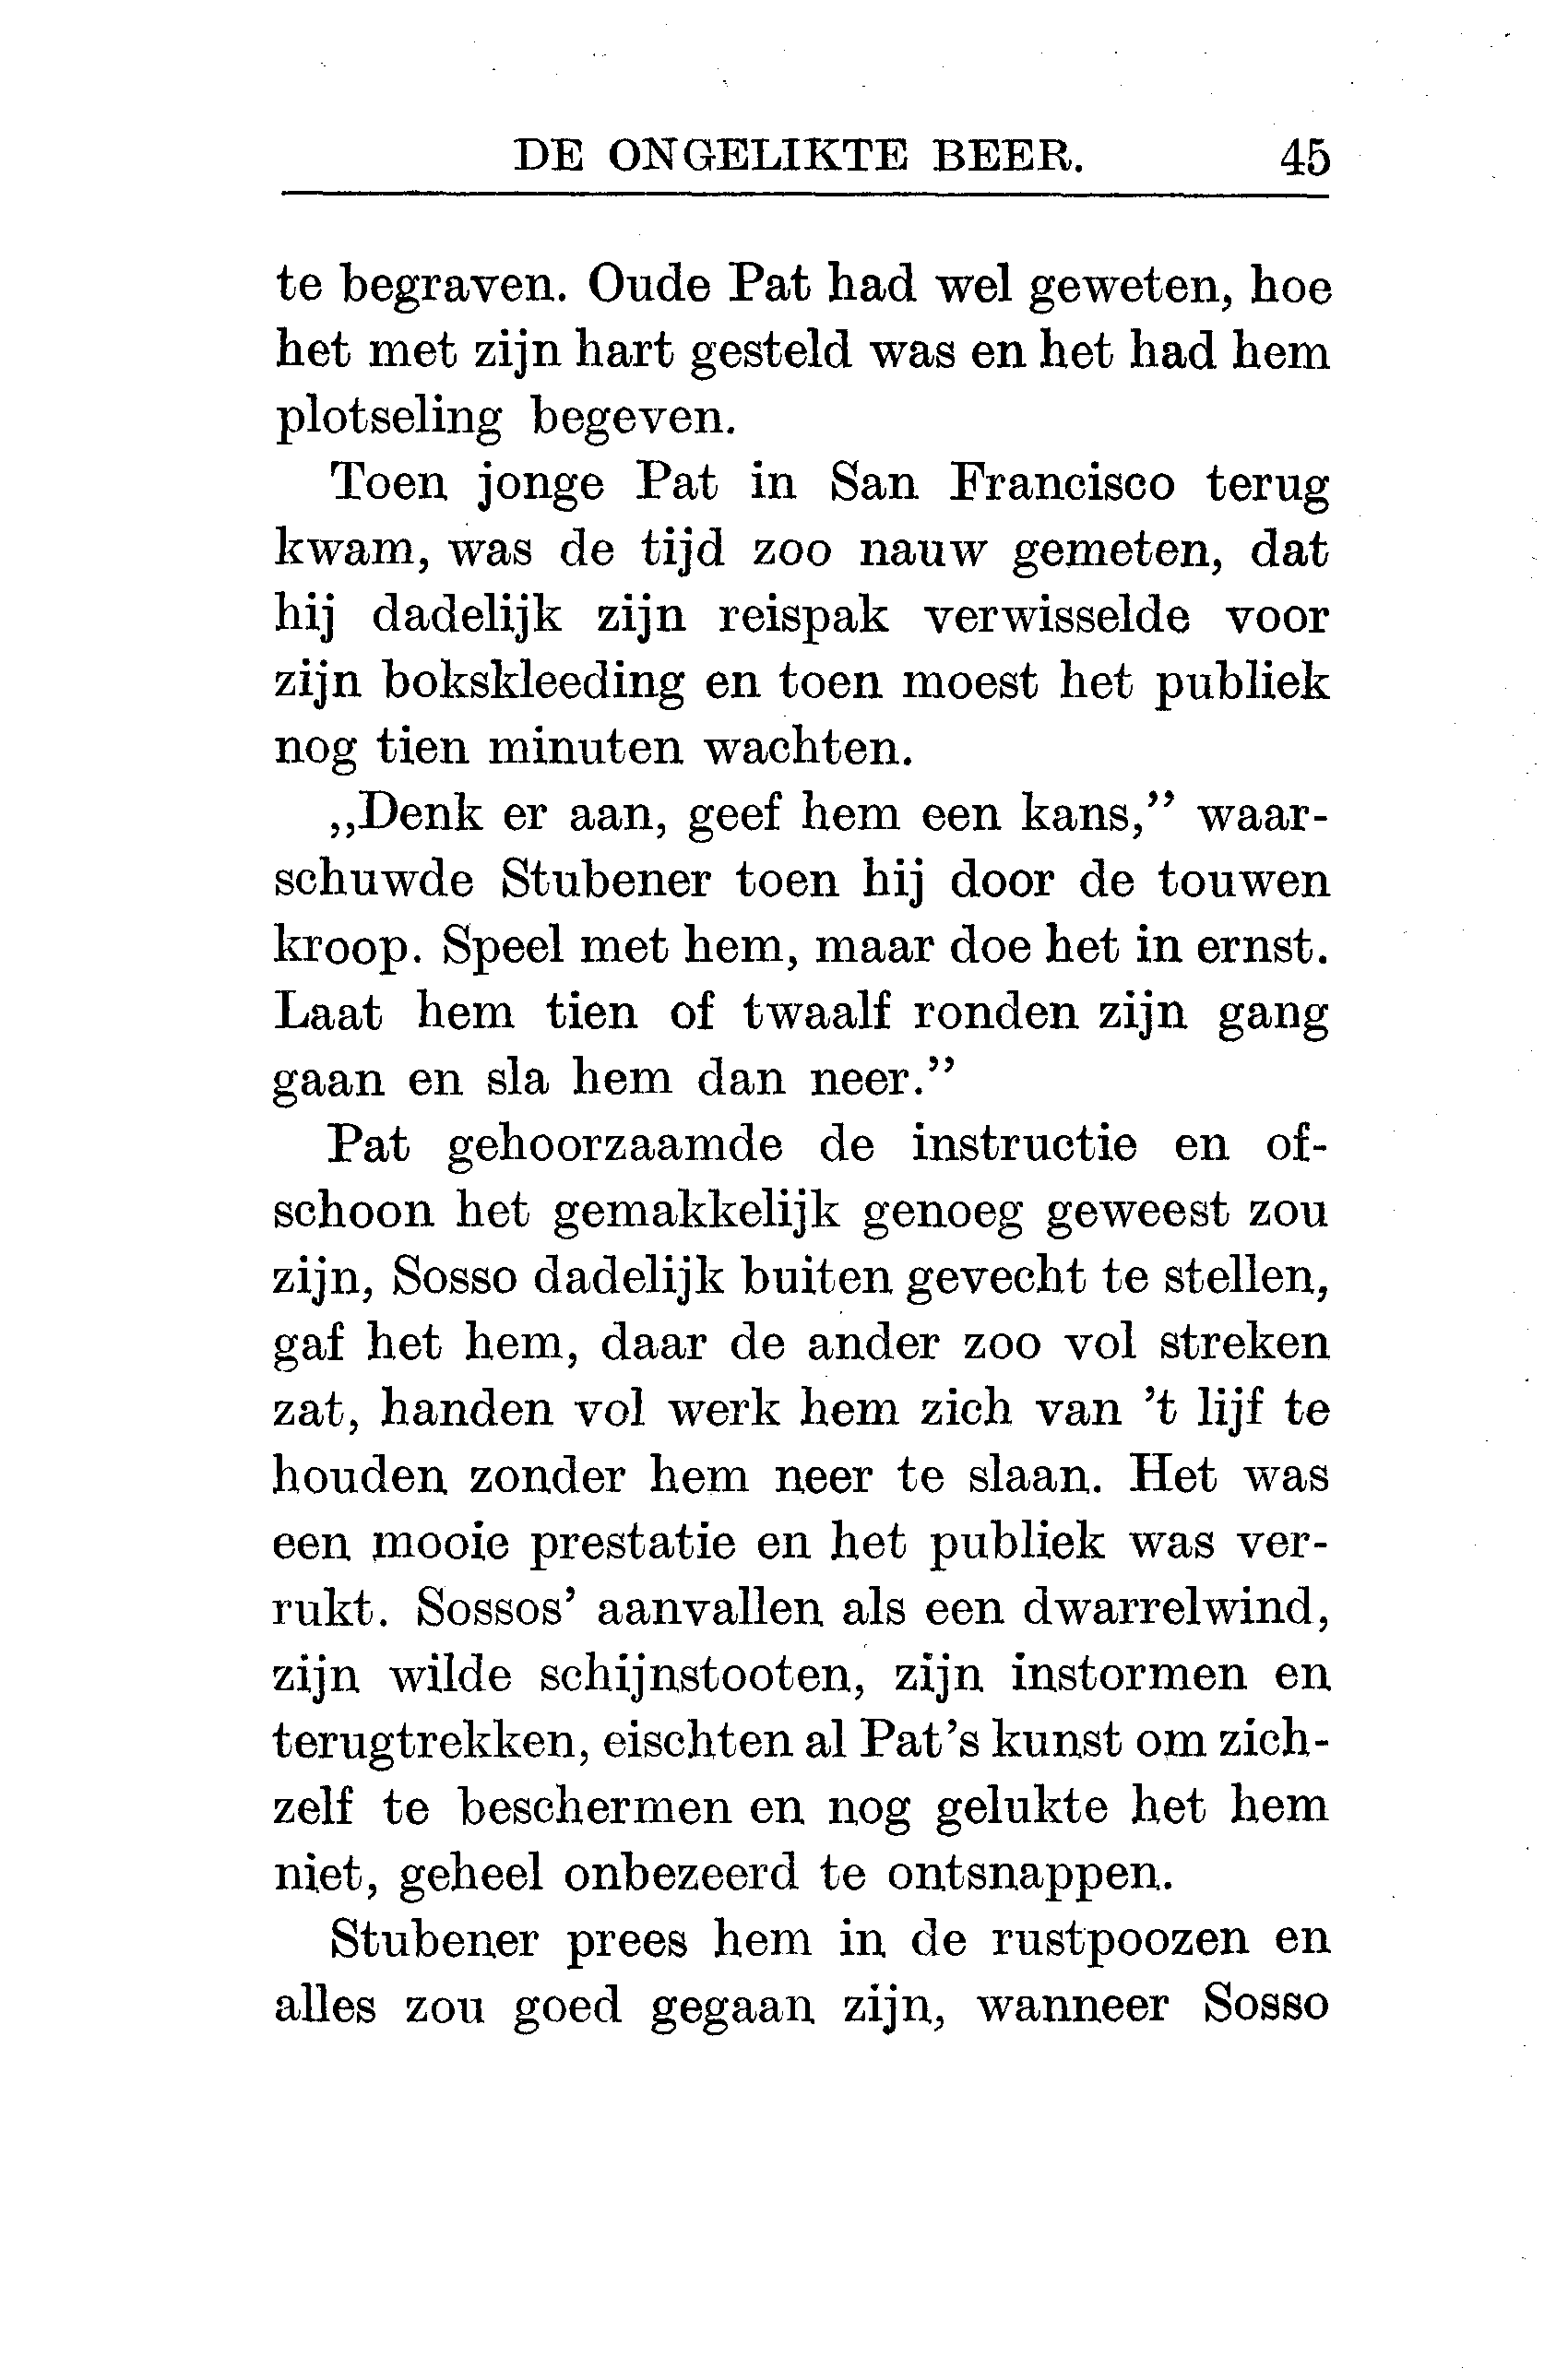 DE ONGELIKTE BEER. 45
te begraven. Oude Pat had wel geweten, hoe
het met zijn hart gesteld was en het had hem
plotseling begeven.
Toen jonge Pat in San Francisco terug
kwam, was de tijd zoo nauw gemeten, dat
hij dadelijk zijn reispak verwisselde voor
zijn bokskleeding en toen moest het publiek
nog tien minuten wachten.
„Denk er aan, geef hem een kans,” waar-
schuwde Stubener toen hij door de touwen
kroop. Speel met hem, maar doe het in ernst.
Laat hem tien of twaalf ronden zijn gang
gaan en sla hem dan neer.”
Pat gehoorzaamde de instructie en of-
schoon het gemakkelijk genoeg geweest zou
zijn, Sosso dadelijk buiten gevecht te stellen,
gaf het hem, daar de ander zoo vol streken
zat, handen vol werk hem zich van ’t lijf te
houden zonder hem neer te slaan. Het was
een mooie prestatie en het publiek was ver-
rukt. Sossos’ aanvallen als een dwarrelwind,
zijn wilde schijnstooten, zijn instormen en
terugtrekken, eischten al Pat’s kunst om zich-
zelf te beschermen en nog gelukte het hem
niet, geheel onbezeerd te ontsnappen.
Stubener prees hem in de rustpoozen en
alles zou goed gegaan zijn, wanneer Sosso